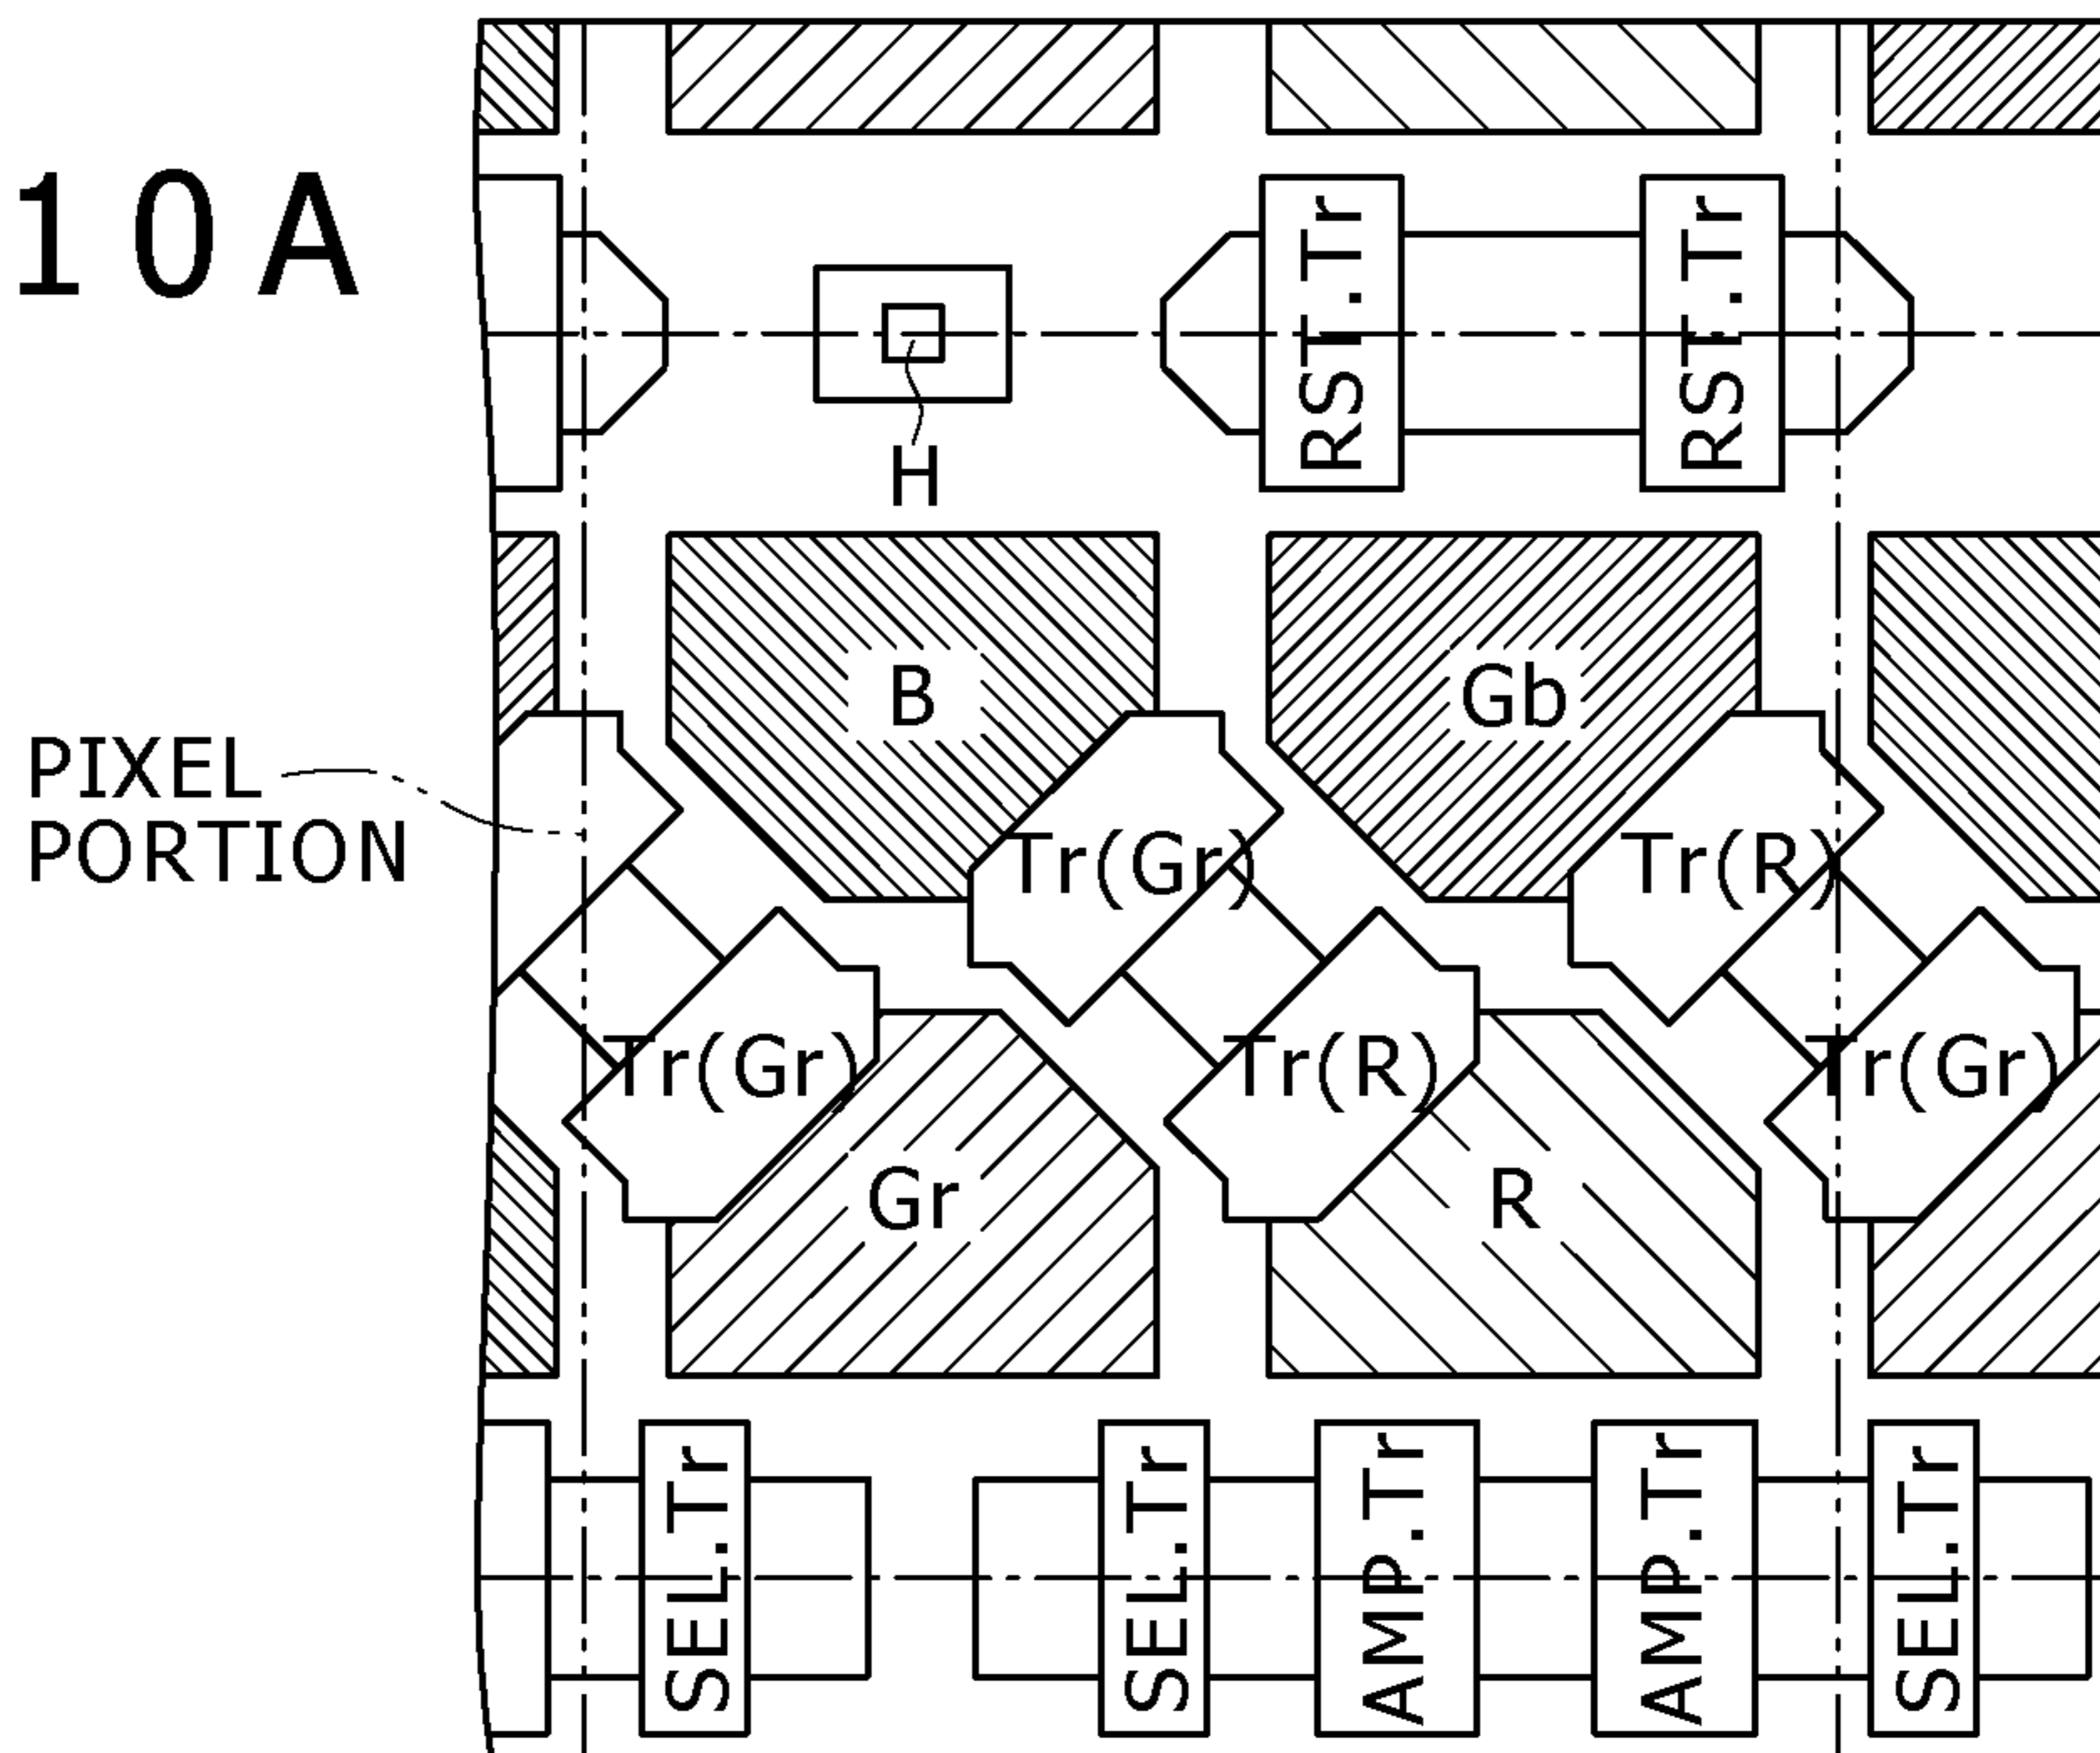 10A
RST.Tr
RST.Tr
H
B
Gb
PIXEL
PORTION
Tr(Gr)
Tr(R)
Tr(Gr)
Tr(R)
Tr(Gr)
Gr
R
SEL.Tr
SEL.Tr
AMP.Tr
AMP.Tr
SEL.Tr